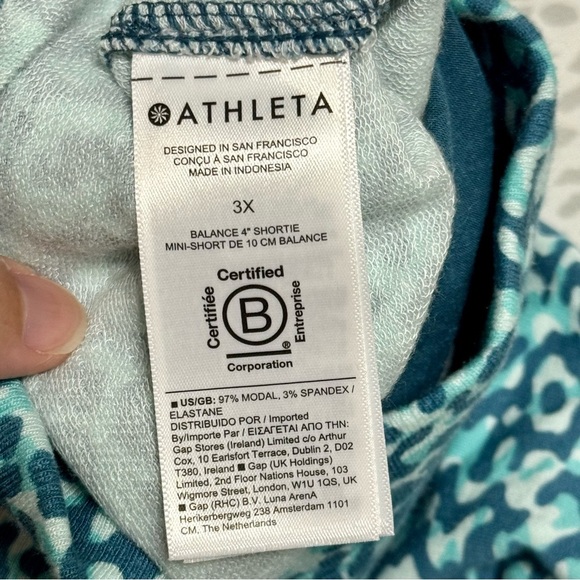 ATHLETA
DESIGNED IN SAN FRANCISCO
CONÇU À SAN FRANCISCO
MADE IN INDONESIA
3X
BALANCE 4" SHORTIE
MINI-SHORT DE 10 CM BALANCE
Certified
Certifiée
B
Entreprise
®
Corporation
■ US/GB: 97% MODAL, 3% SPANDEX /
ELASTANE
DISTRIBUIDO POR / Imported
By/Importe Par / ΕΙΣΑΓΕΤΑΙ ΑΠΟ ΤΗΝ:
Gap Stores (Ireland) Limited c/o Arthur
Cox, 10 Earlsfort Terrace, Dublin 2, D02
T380, Ireland ■ Gap (UK Holdings)
Limited, 2nd Floor Nations House, 103
Wigmore Street, London, W1U 1QS, UK
■ Gap (RHC) B.V. Luna ArenA
Herikerbergweg 238 Amsterdam 1101
CM. The Netherlands